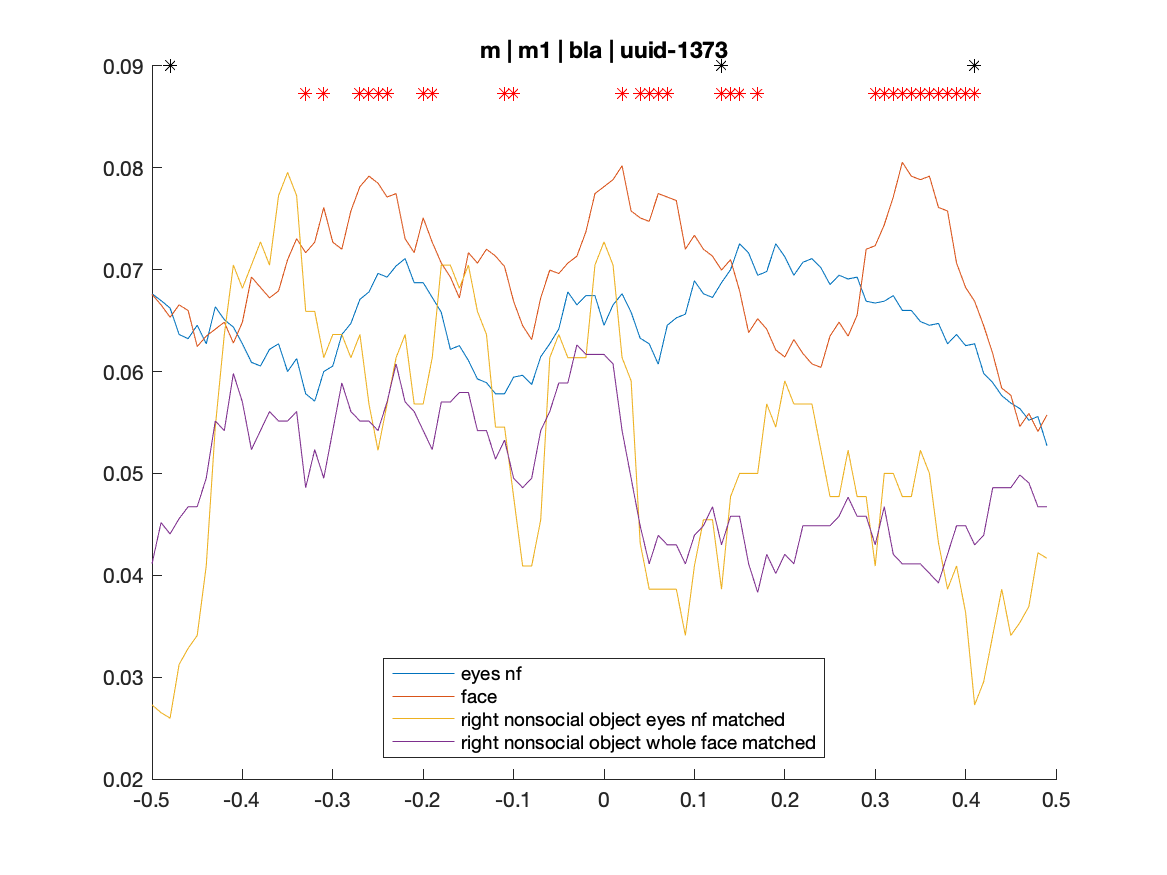 m | m1 | bla | uuid-1373
0.09
0.08
0.07
0.06
0.05
0.04
0.03
0.02
eyes nf
face
right nonsocial object eyes nf matched
right nonsocial object whole face matched
-0.5 -0.4 -0.3 -0.2 -0.1 0 0.1 0.2 0.3 0.4 0.5